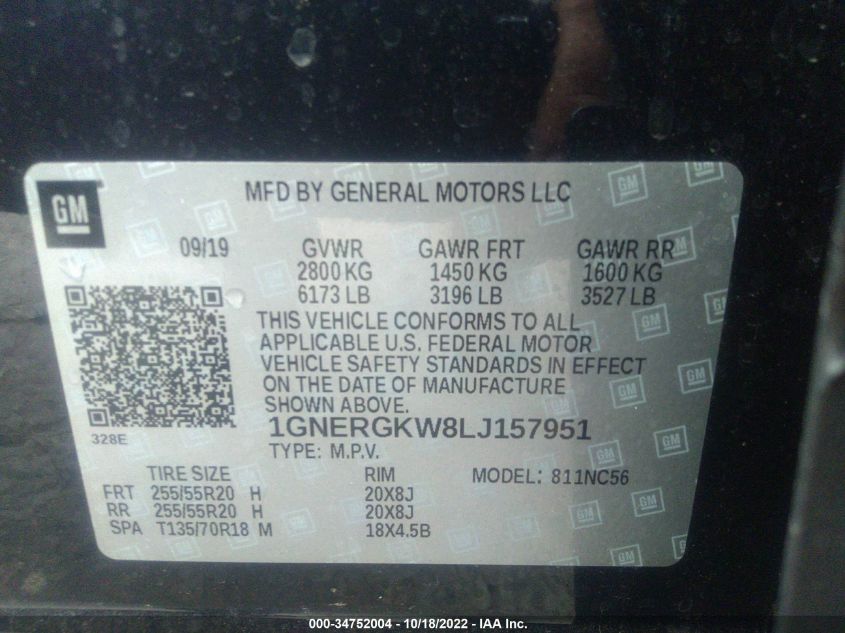 GM
MFD BY GENERAL MOTORS LLC
09/19 GVWR GAWR FRT GAWR RR
2800 KG 1450 KG 1600 KG
6173 LB 3196 LB 3527 LB
THIS VEHICLE CONFORMS TO ALL
APPLICABLE U.S. FEDERAL MOTOR
VEHICLE SAFETY STANDARDS IN EFFECT
ON THE DATE OF MANUFACTURE
SHOWN ABOVE.
328E
1GNERGKW8LJ157951
TYPE: M.P.V.
TIRE SIZE RIM MODEL: 811NC56
FRT 255/55R20 H 20X8J
RR 255/55R20 H 20X8J
SPA T135/70R18 M 18X4.5B
000-34752004 - 10/18/2022 - IAA Inc.